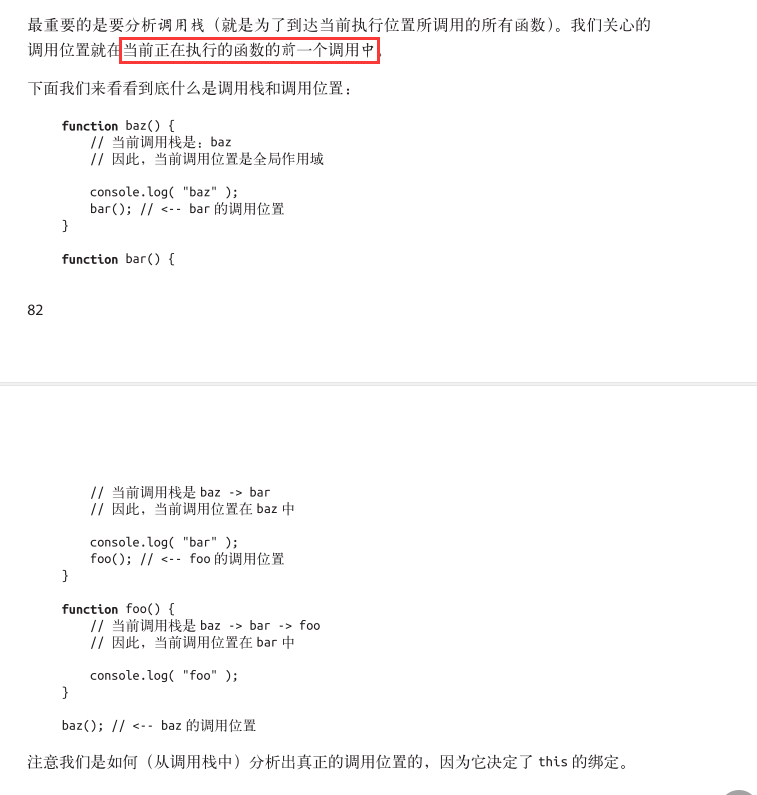 最重要的是要分析调用栈（就是为了到达当前执行位置所调用的所有函数）。我们关心的
调用位置就在当前正在执行的函数的前一个调用中。
下面我们来看看到底什么是调用栈和调用位置：
function baz() {
// 当前调用栈是：baz
// 因此，当前调用位置是全局作用域
console.log( "baz" );
bar(); // <-- bar 的调用位置
}
function bar() {
82
// 当前调用栈是 baz -> bar
// 因此，当前调用位置在 baz 中
console.log( "bar" );
foo(); // <-- foo 的调用位置
}
function foo() {
// 当前调用栈是 baz -> bar -> foo
// 因此，当前调用位置在 bar 中
console.log( "foo" );
}
baz(); // <-- baz 的调用位置
注意我们是如何（从调用栈中）分析出真正的调用位置的，因为它决定了 this 的绑定。